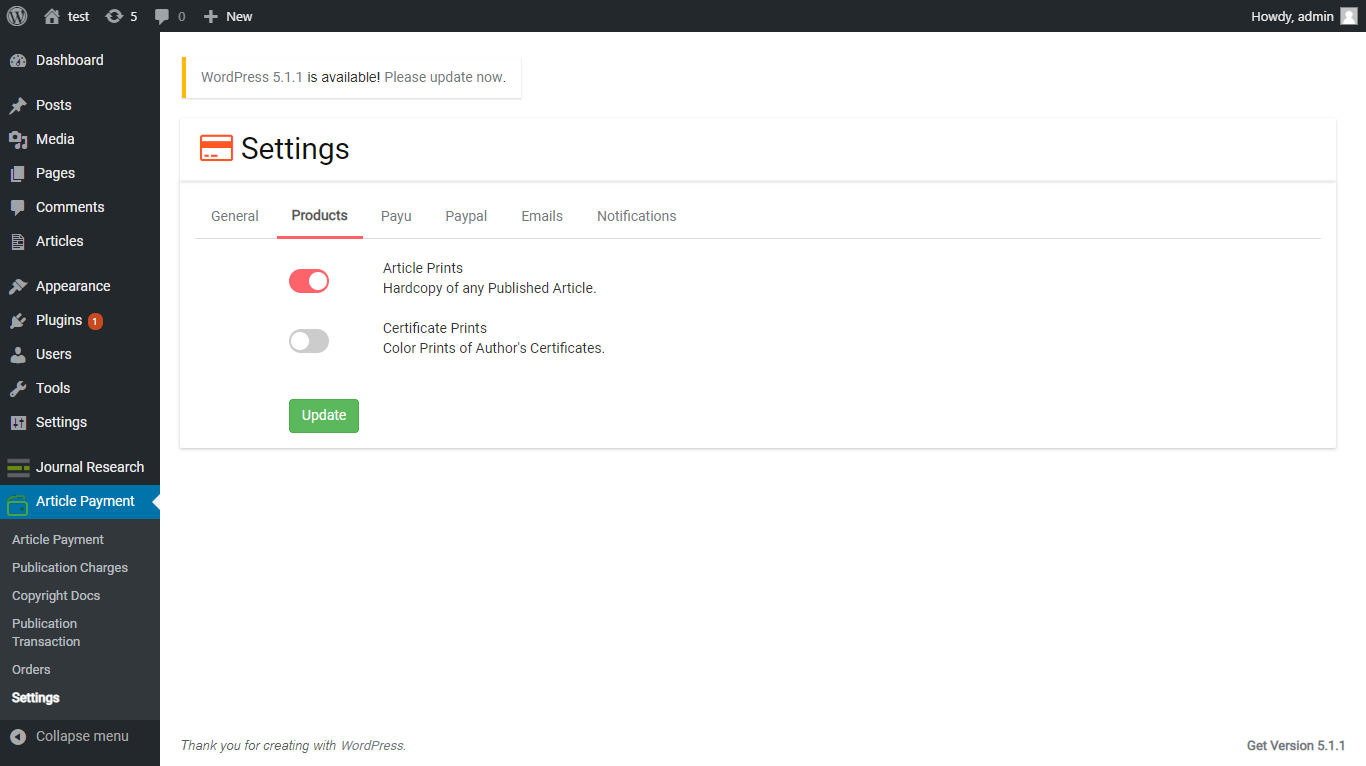 test 5 0 New Howdy, admin
Dashboard
Posts
Media
Pages
Comments
Articles
Appearance
Plugins 1
Users
Tools
Settings
Journal Research
Article Payment
Article Payment
Publication Charges
Copyright Docs
Publication
Transaction
Orders
Settings
Collapse menu
WordPress 5.1.1 is available! Please update now.
Settings
General Products Payu Paypal Emails Notifications
Article Prints
Hardcopy of any Published Article.
Certificate Prints
Color Prints of Author's Certificates.
Update
Thank you for creating with WordPress. Get Version 5.1.1